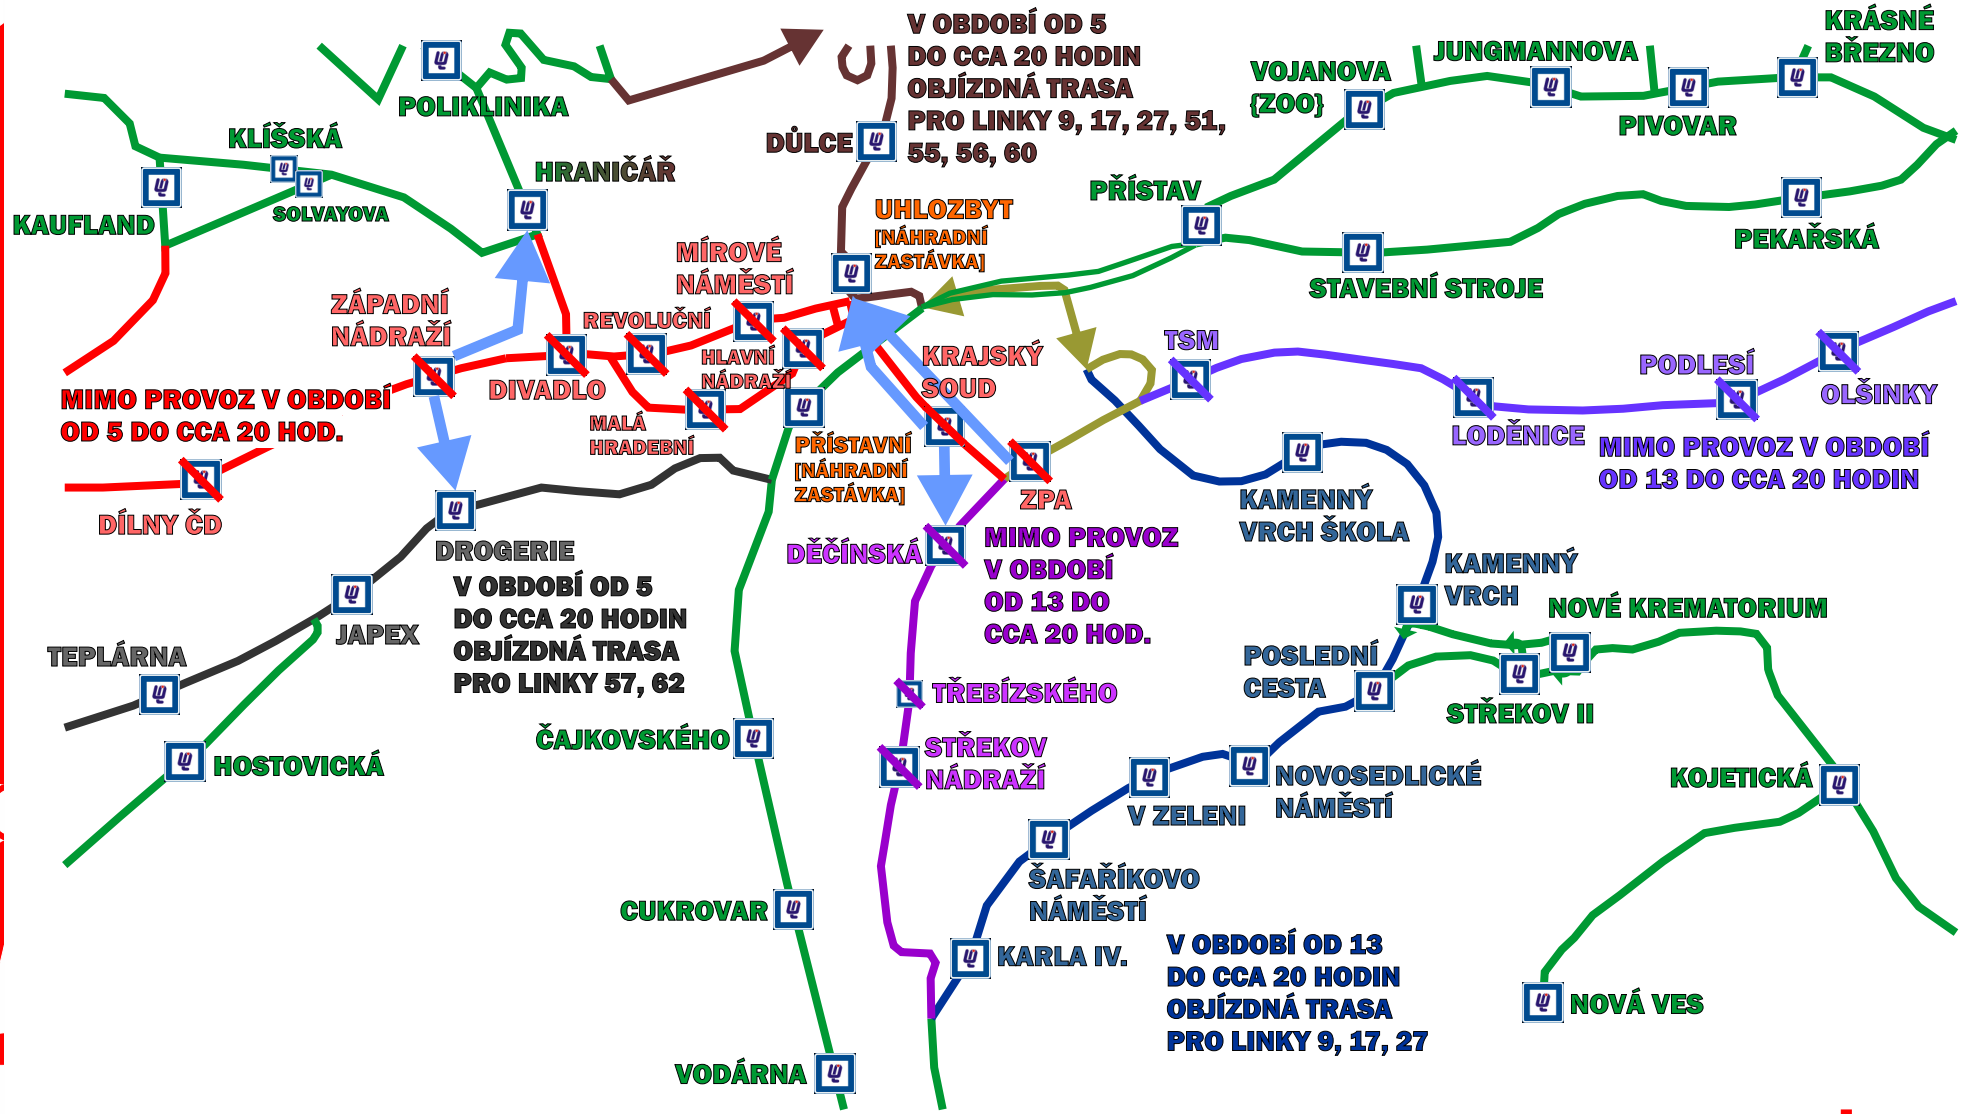 V OBDOBÍ OD 5
DO CCA 20 HODIN
OBJÍZDNÁ TRASA
PRO LINKY 9, 17, 27, 51,
55, 56, 60
KRÁSNÉ
BŘEZNO
JUNGMANNOVA
VOJANOVA
{ZOO}
PIVOVAR
POLIKLINIKA
KLÍŠSKÁ
DŮLCE
HRANIČÁŘ
SOLVAYOVA
KAUFLAND
PŘÍSTAV
UHLOZBYT
[NÁHRADNÍ
ZASTÁVKA]
PEKAŘSKÁ
STAVEBNÍ STROJE
MÍROVÉ
NÁMĚSTÍ
ZÁPADNÍ
NÁDRAŽÍ
REVOLUČNÍ
HLAVNÍ
NÁDRAŽÍ
DIVADLO
KRAJSKÝ
SOUD
TSM
PODLESÍ
OLŠINKY
LODĚNICE
MIMO PROVOZ V OBDOBÍ
OD 5 DO CCA 20 HOD.
MALÁ
HRADEBNÍ
PŘÍSTAVNÍ
[NÁHRADNÍ
ZASTÁVKA]
MIMO PROVOZ V OBDOBÍ
OD 13 DO CCA 20 HODIN
ZPA
KAMENNÝ
VRCH ŠKOLA
DÍLNY ČD
DROGERIE
DĚČÍNSKÁ
MIMO PROVOZ
V OBDOBÍ
OD 13 DO
CCA 20 HOD.
KAMENNÝ
VRCH
NOVÉ KREMATORIUM
V OBDOBÍ OD 5
DO CCA 20 HODIN
OBJÍZDNÁ TRASA
PRO LINKY 57, 62
JAPEX
TEPLÁRNA
POSLEDNÍ
CESTA
STŘEKOV II
TŘEBÍZSKÉHO
ČAJKOVSKÉHO
STŘEKOV
NÁDRAŽÍ
HOSTOVICKÁ
NOVOSEDLICKÉ
NÁMĚSTÍ
KOJETICKÁ
V ZELENI
ŠAFAŘÍKOVO
NÁMĚSTÍ
CUKROVAR
KARLA IV.
V OBDOBÍ OD 13
DO CCA 20 HODIN
OBJÍZDNÁ TRASA
PRO LINKY 9, 17, 27
NOVÁ VES
VODÁRNA